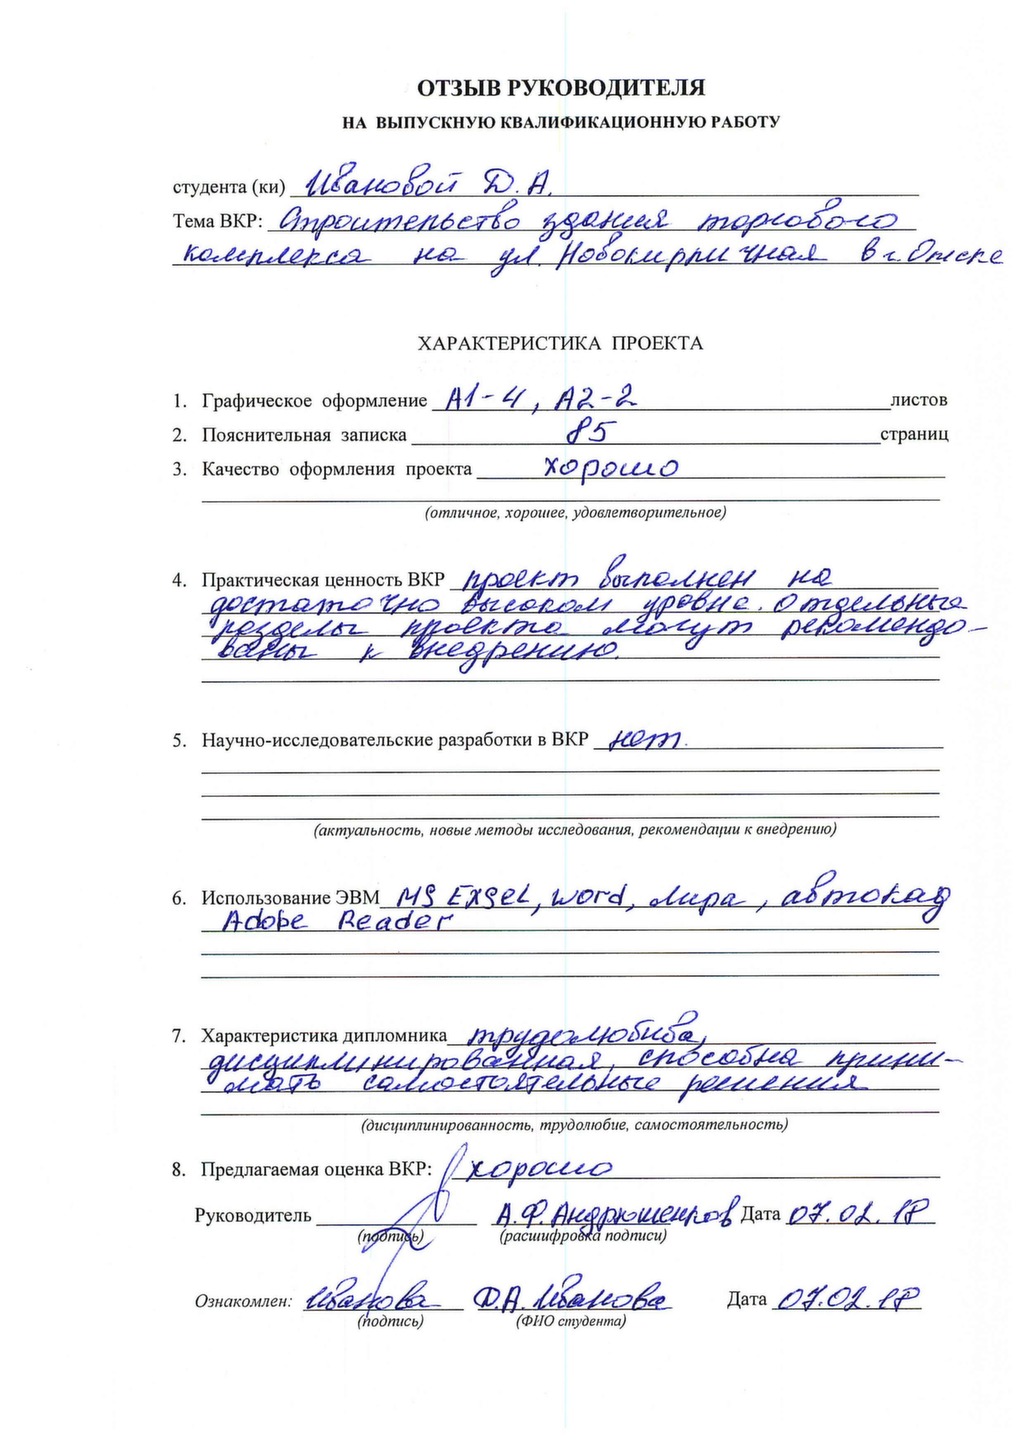 ОТЗЫВ РУКОВОДИТЕЛЯ
НА ВЫПУСКНУЮ КВАЛИФИКАЦИОННУЮ РАБОТУ
студента (ки) Ивановой Д.А.
Тема ВКР: Строительство здания торгового
комплекса на ул. Новокирпичная в г. Омске
ХАРАКТЕРИСТИКА ПРОЕКТА
1. Графическое оформление А1-4, А2-2 листов
2. Пояснительная записка 85 страниц
3. Качество оформления проекта хорошо
(отличное, хорошее, удовлетворительное)
4. Практическая ценность ВКР проект выполнен на
достаточно высоком уровне. Отдельные
разделы проекта могут рекомендо-
ваны к внедрению.
5. Научно-исследовательские разработки в ВКР нет.
(актуальность, новые методы исследования, рекомендации к внедрению)
6. Использование ЭВМ MS EXSEL, Word, Лира, автокад
Adobe Reader
7. Характеристика дипломника трудолюбива,
дисциплинированная, способна прини-
мать самостоятельные решения
(дисциплинированность, трудолюбие, самостоятельность)
8. Предлагаемая оценка ВКР: хорошо
Руководитель А.Ф. Андрюшенков Дата 07.02.18
(подпись) (расшифровка подписи)
Ознакомлен: Иванова Д.А. Иванова Дата 07.02.18
(подпись) (ФИО студента)